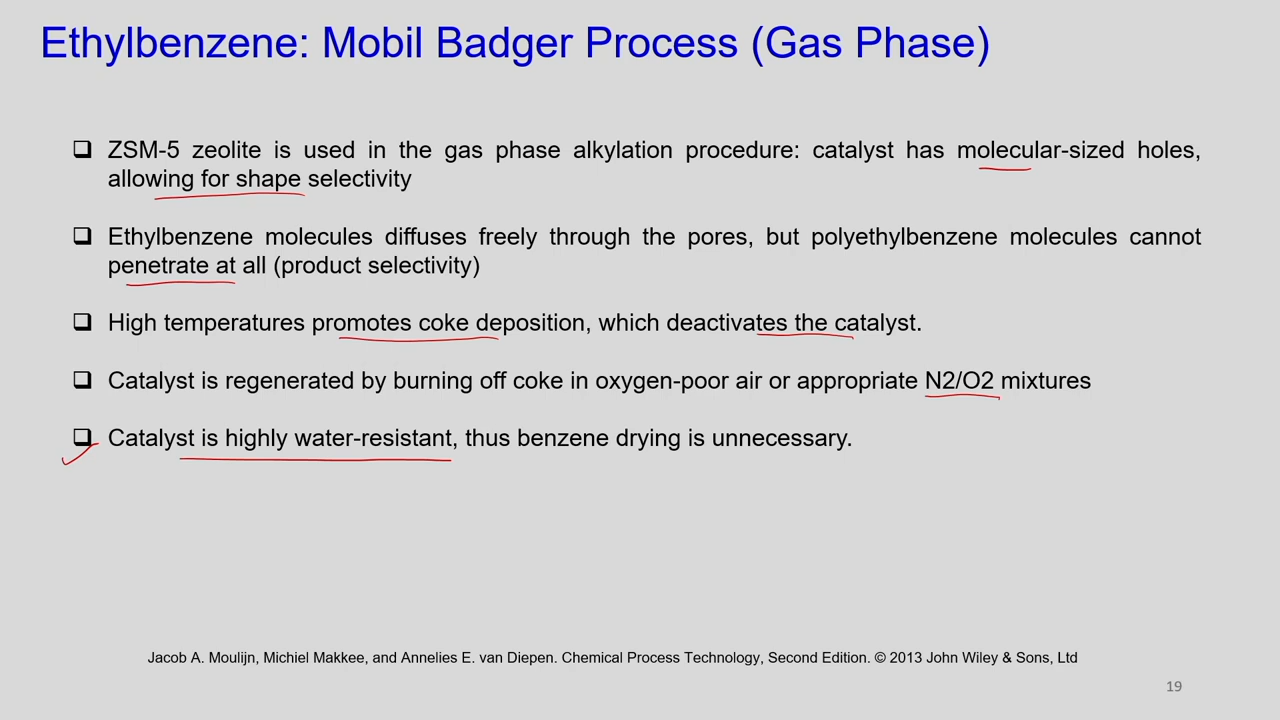 Ethylbenzene: Mobil Badger Process (Gas Phase)
❑ ZSM-5 zeolite is used in the gas phase alkylation procedure: catalyst has molecular-sized holes,
allowing for shape selectivity
❑ Ethylbenzene molecules diffuses freely through the pores, but polyethylbenzene molecules cannot
penetrate at all (product selectivity)
❑ High temperatures promotes coke deposition, which deactivates the catalyst.
❑ Catalyst is regenerated by burning off coke in oxygen-poor air or appropriate N2/O2 mixtures
❑ Catalyst is highly water-resistant, thus benzene drying is unnecessary.
Jacob A. Moulijn, Michiel Makkee, and Annelies E. van Diepen. Chemical Process Technology, Second Edition. © 2013 John Wiley & Sons, Ltd
19